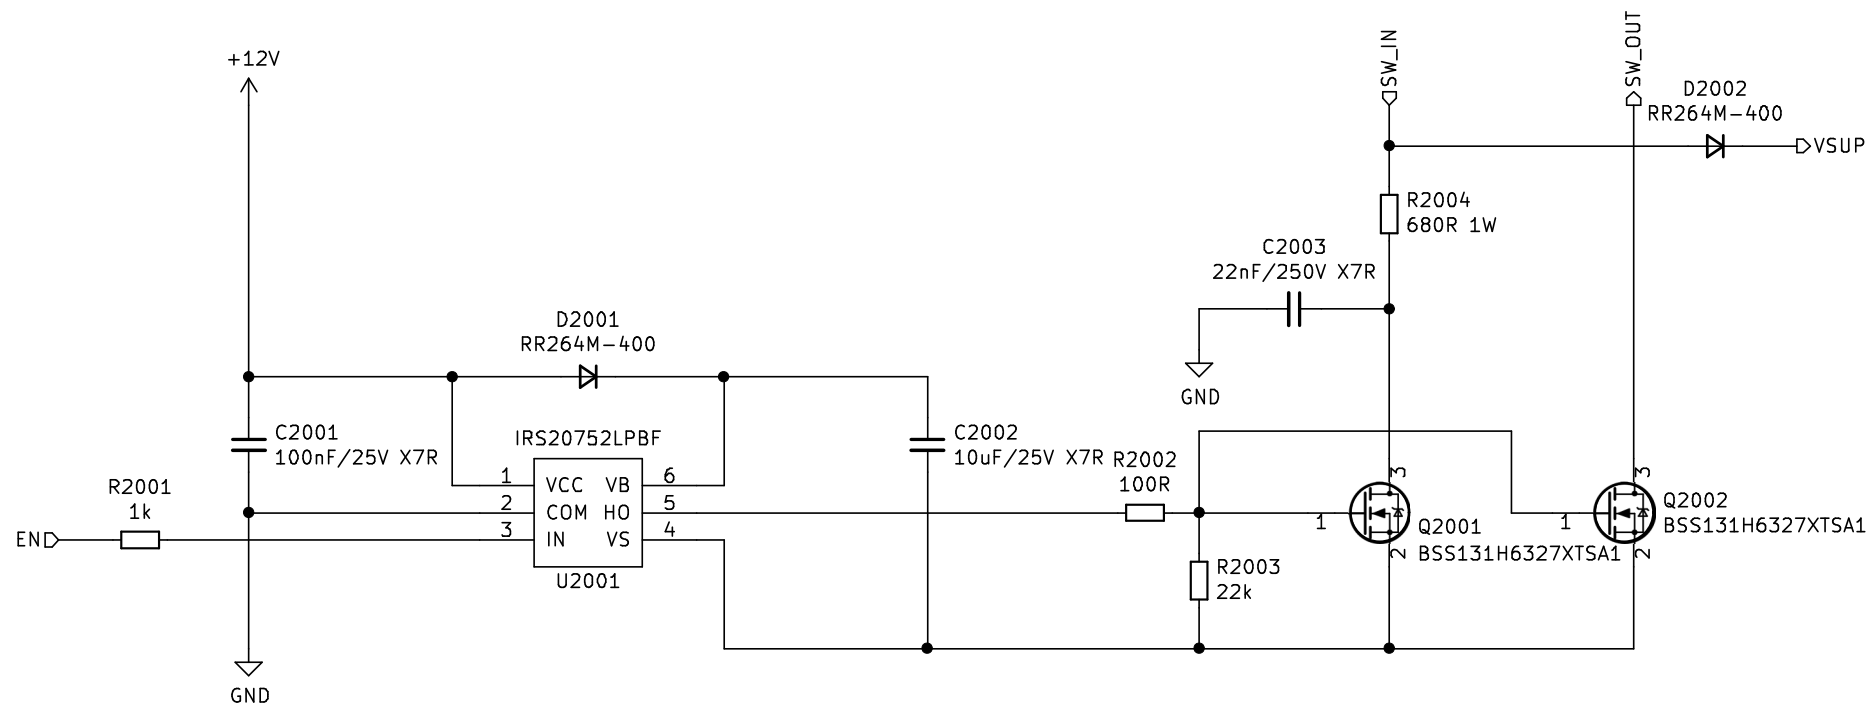 +12V
SW_IN
SW_OUT
D2002
RR264M-400
VSUP
R2004
680R 1W
C2003
22nF/250V X7R
GND
D2001
RR264M-400
C2001
100nF/25V X7R
IRS20752LPBF
C2002
10uF/25V X7R
R2002
100R
R2001
1k
EN
1
2
3
VCC
COM
IN
VB
HO
VS
6
5
4
U2001
R2003
22k
1
3
2
Q2001
BSS131H6327XTSA1
1
3
2
Q2002
BSS131H6327XTSA1
GND